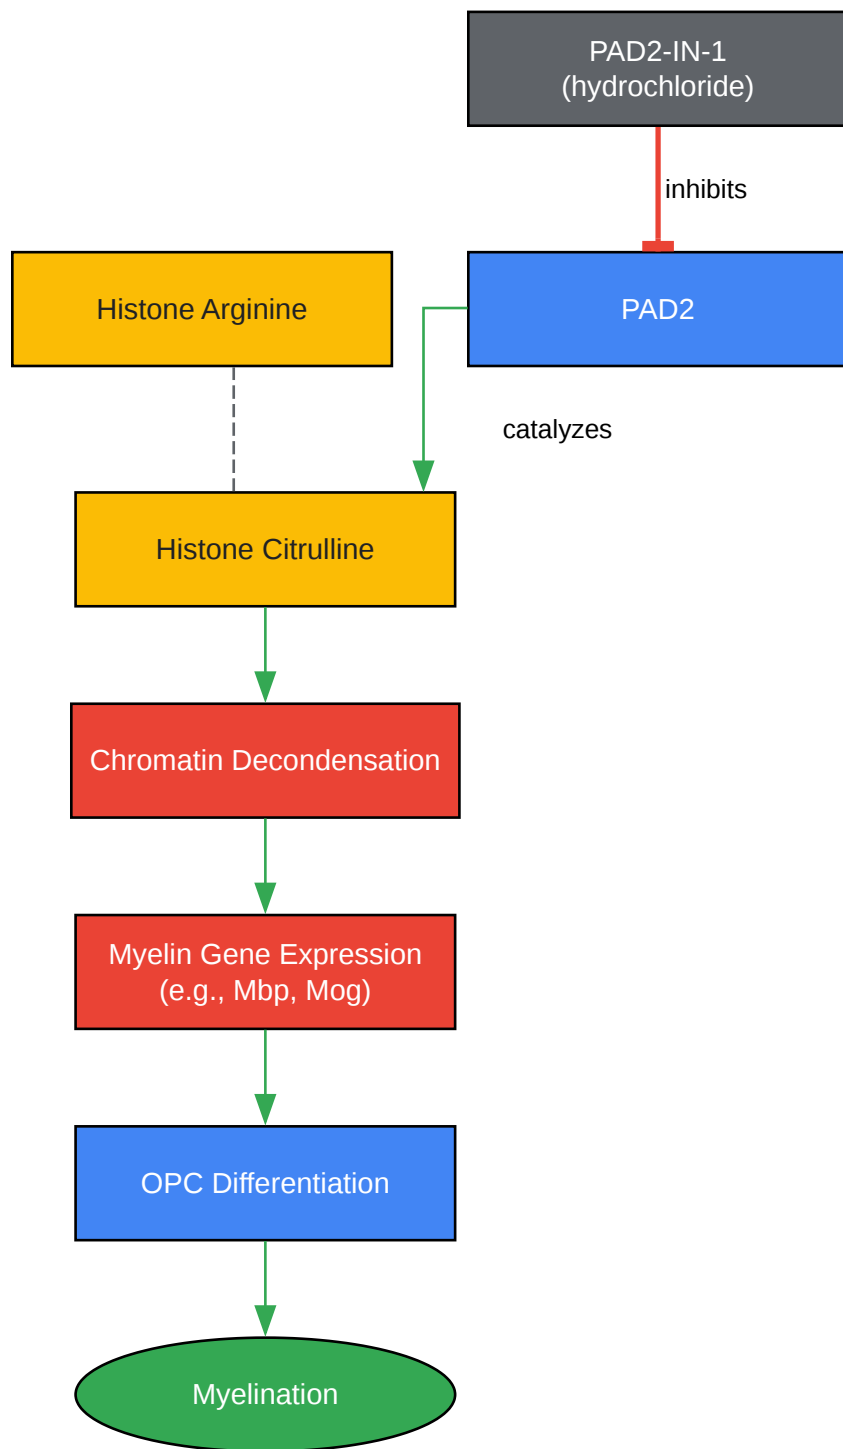 PAD2-IN-1
(hydrochloride)
inhibits
Histone Arginine
PAD2
catalyzes
Histone Citrulline
Chromatin Decondensation
Myelin Gene Expression
(e.g., Mbp, Mog)
OPC Differentiation
Myelination